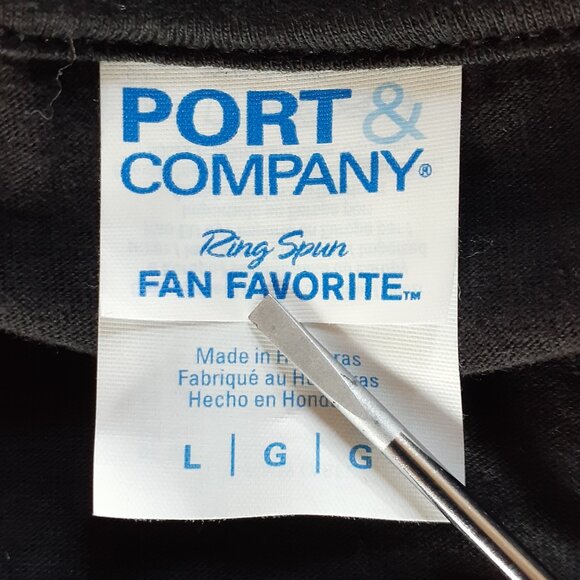 PORT &
COMPANY®
Ring Spun
FAN FAVORITE™
Made in
Fabriqué au
Hecho en
L | G | G